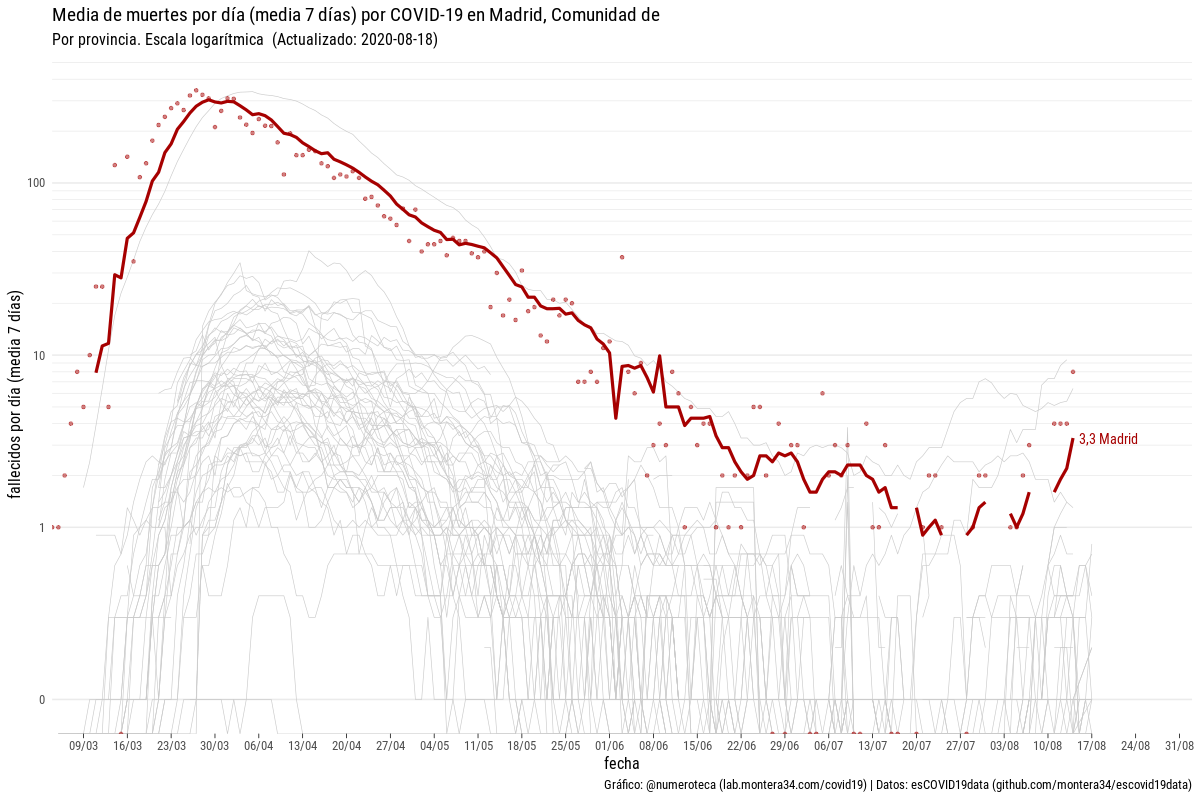 Media de muertes por día (media 7 días) por COVID-19 en Madrid, Comunidad de
Por provincia. Escala logarítmica (Actualizado: 2020-08-18)
fallecidos por día (media 7 días)
100
10
1
0
3,3 Madrid
09/03 16/03 23/03 30/03 06/04 13/04 20/04 27/04 04/05 11/05 18/05 25/05 01/06 08/06 15/06 22/06 29/06 06/07 13/07 20/07 27/07 03/08 10/08 17/08 24/08 31/08
fecha
Gráfico: @numeroteca (lab.montera34.com/covid19) | Datos: esCOVID19data (github.com/montera34/escovid19data)